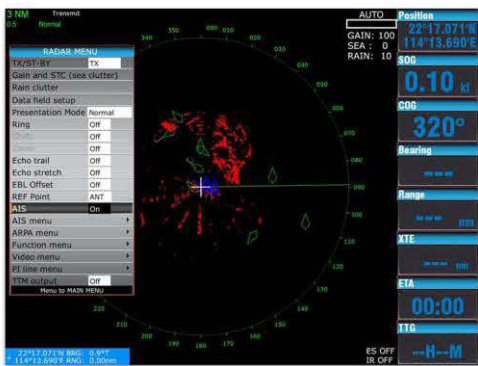 3 NM Transmit
0.5 Normal
AUTO
GAIN: 100
SEA : 0
RAIN: 10
340 350 000 010 020
RADAR MENU
TX/ST-BY TX
Gain and STC (sea clutter)
Rain clutter
Data field setup
Presentation Mode Normal
Ring Off
Off
Zoom Off
Echo trail Off
Echo stretch Off
EBL Offset Off
REF Point ANT
AIS On
AIS menu
ARPA menu
Function menu
Video menu
PI line menu
TTM output Off
Menu to MAIN MENU
050
060
070
080
090
100
110
120
130
140
150
160
170
180
190
200
210
220
22°17.071'N BRG: 0.9°T
114°13.690'E RNG: 0.00nm
ES OFF
IR OFF
Position
22°17.071'N
114°13.690'E
SOG
0.10 kt
COG
320°
Bearing
---
Range
--- nm
XTE
--- nm
ETA
00:00
TTG
--H--M